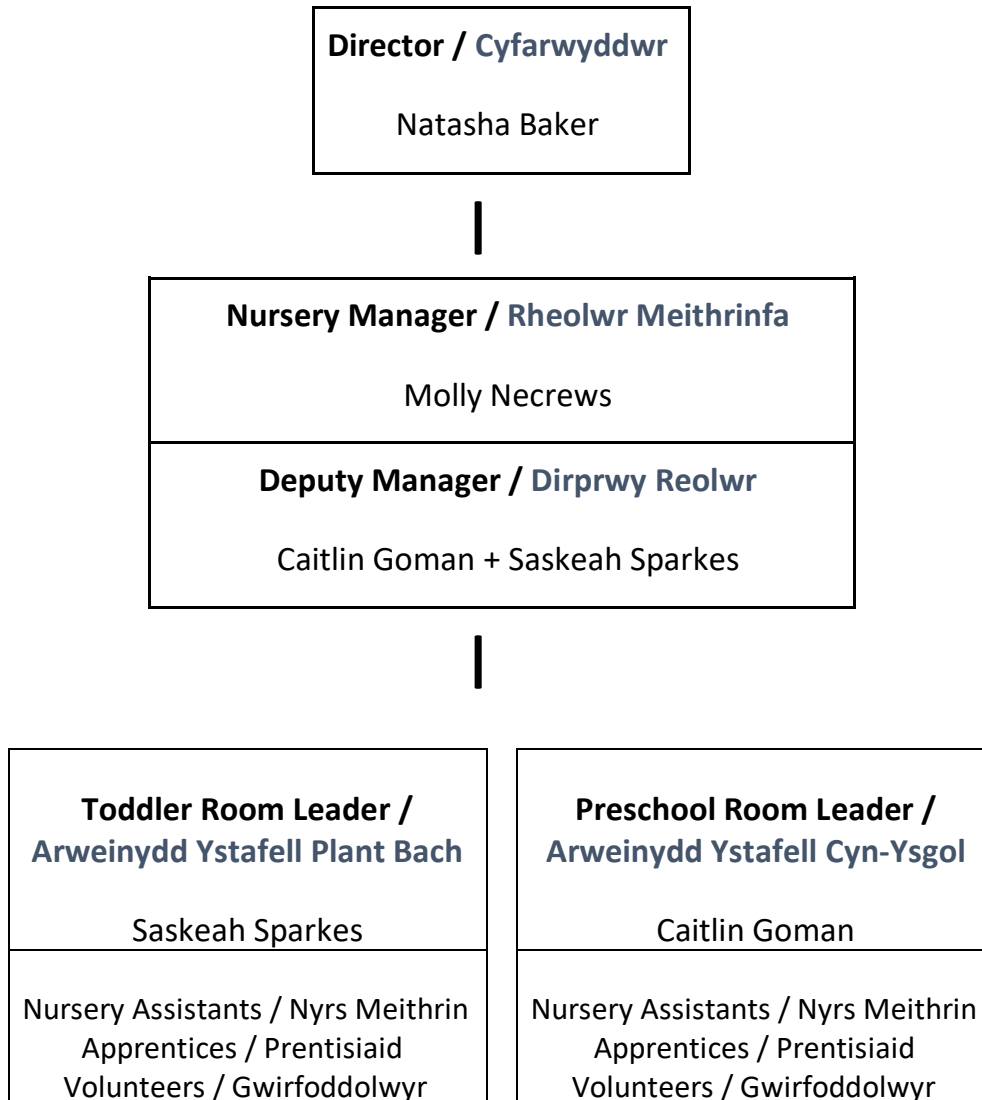 Director / Cyfarwyddwr
Natasha Baker
Nursery Manager / Rheolwr Meithrinfa
Molly Necrews
Deputy Manager / Dirprwy Reolwr
Caitlin Goman + Saskeah Sparkes
Toddler Room Leader /
Arweinydd Ystafell Plant Bach
Saskeah Sparkes
Nursery Assistants / Nyrs Meithrin
Apprentices / Prentisiaid
Volunteers / Gwirfoddolwyr
Preschool Room Leader /
Arweinydd Ystafell Cyn-Ysgol
Caitlin Goman
Nursery Assistants / Nyrs Meithrin
Apprentices / Prentisiaid
Volunteers / Gwirfoddolwyr